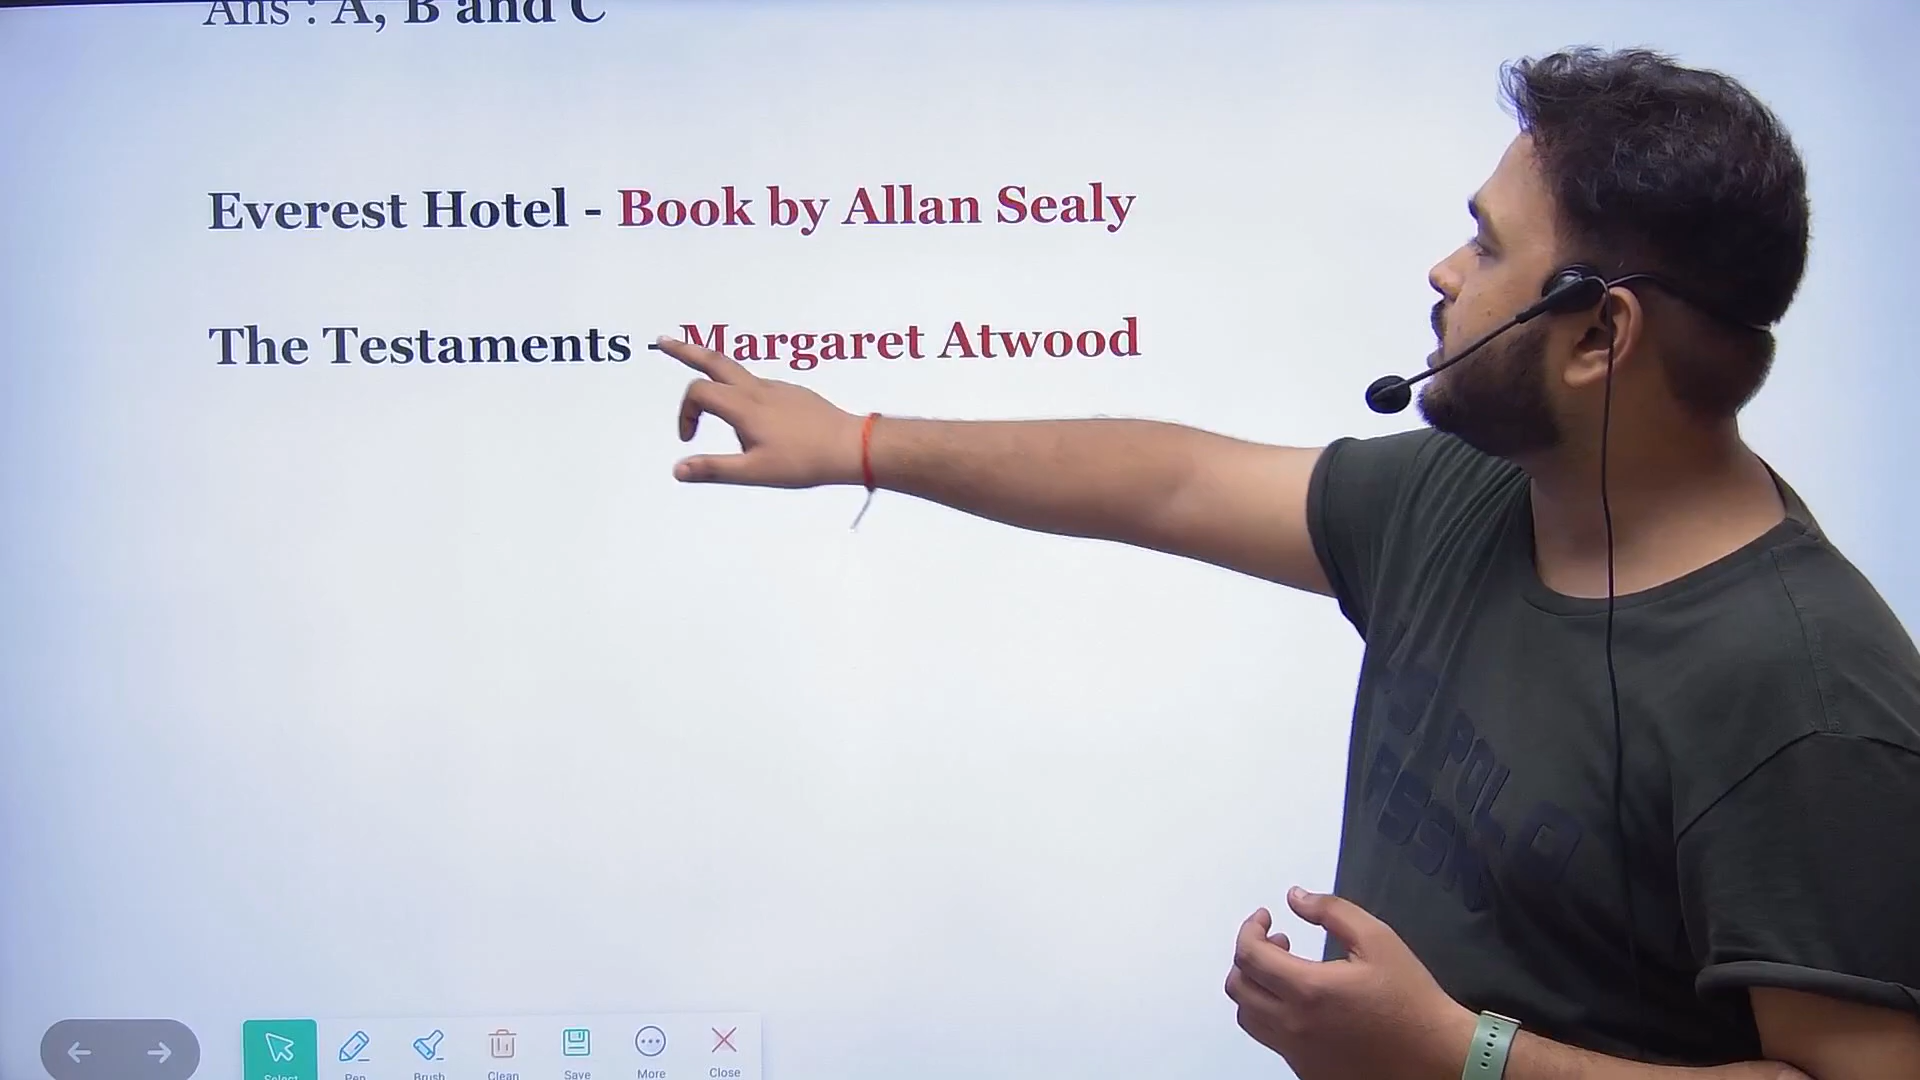 Ans : A, B and C
Everest Hotel - Book by Allan Sealy
The Testaments - Margaret Atwood
Select
Pen
Brush
Clean
Save
More
Close
POLO